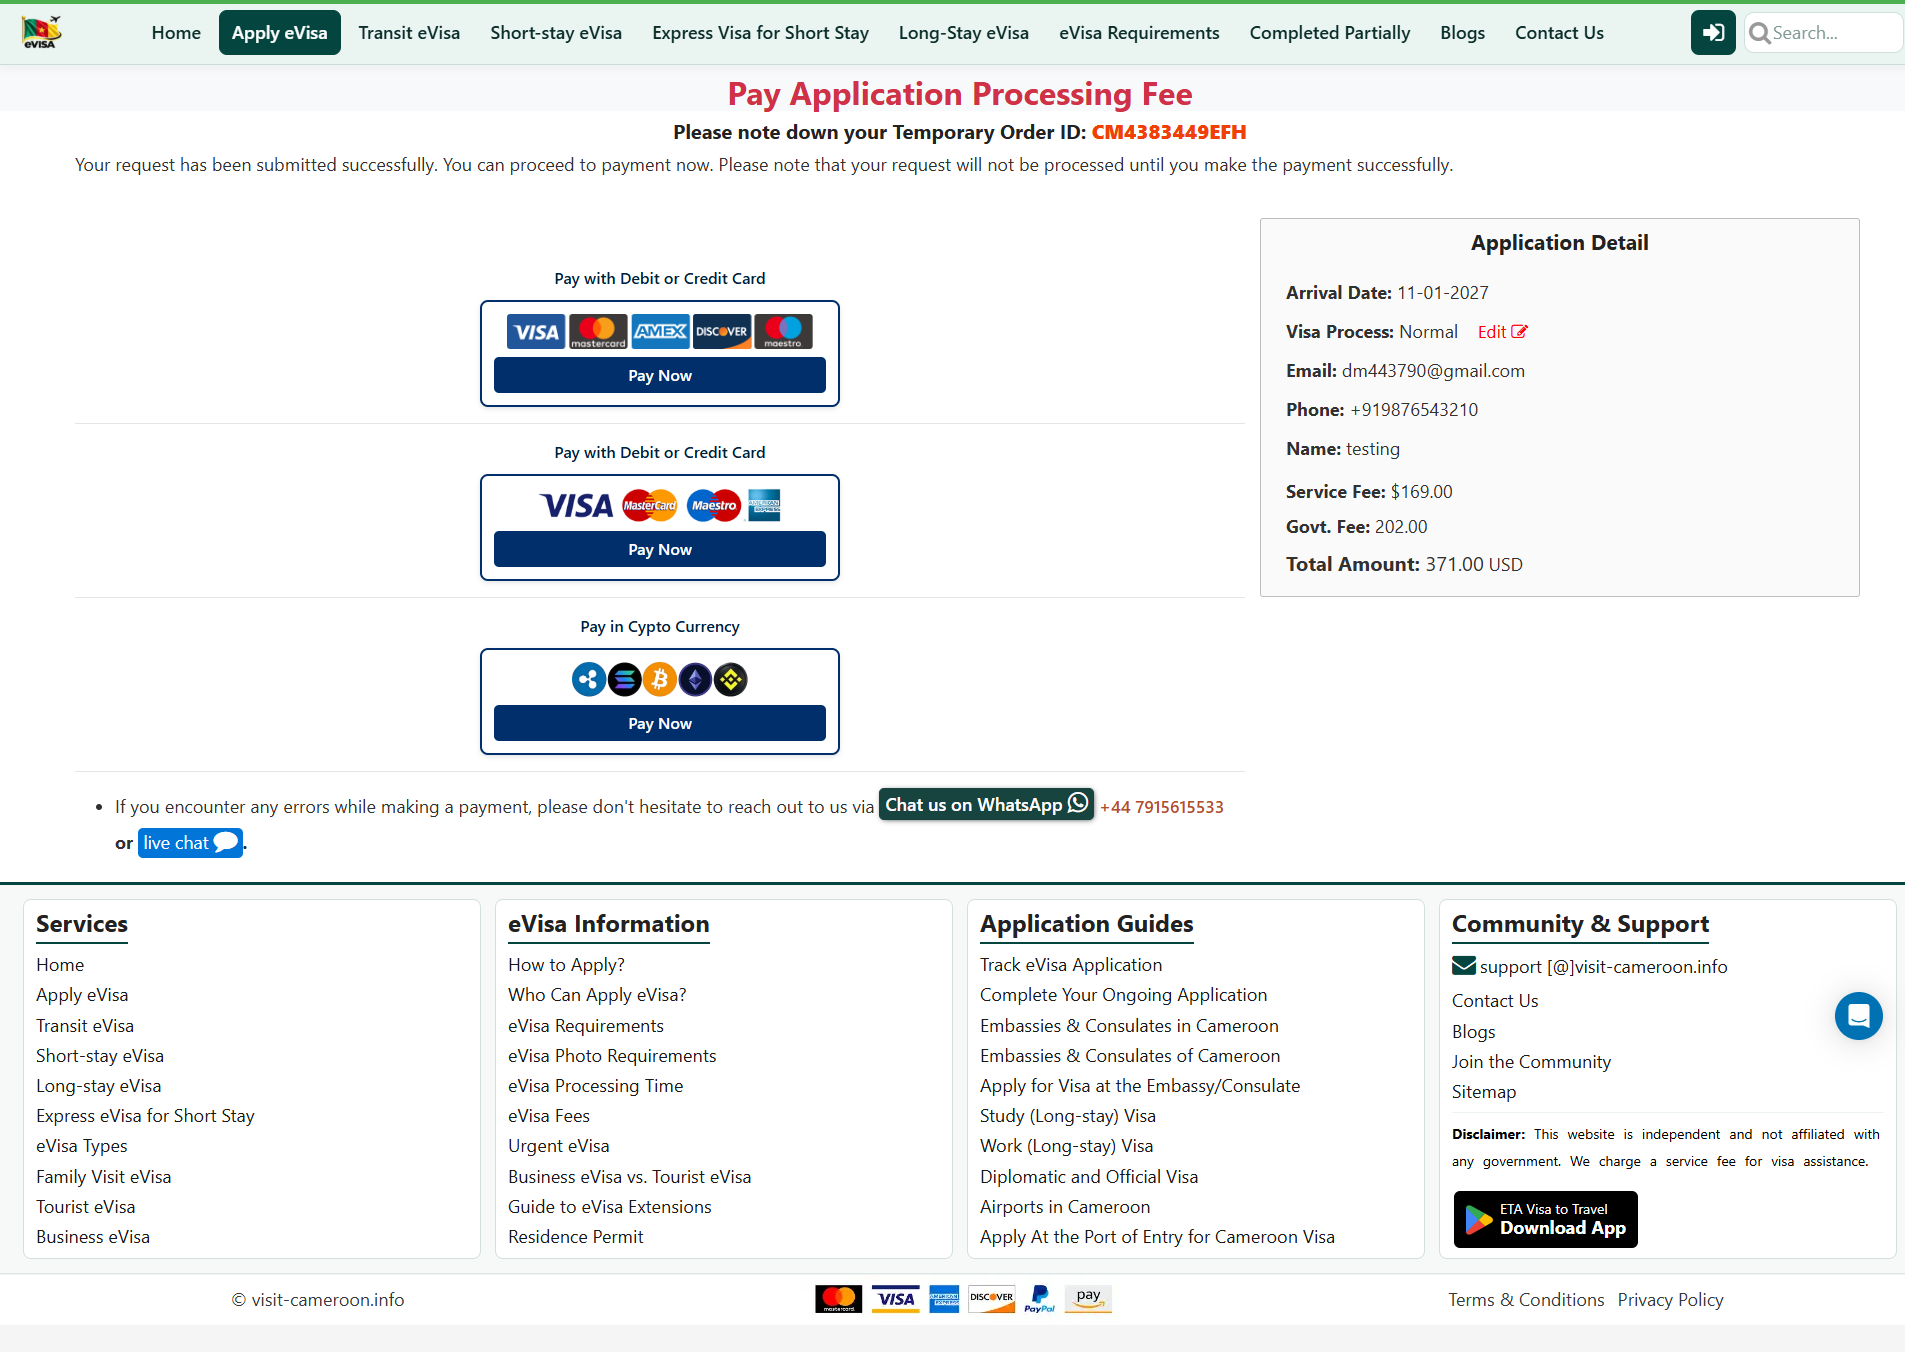 eVISA
Home
Apply eVisa
Transit eVisa
Short-stay eVisa
Express Visa for Short Stay
Long-Stay eVisa
eVisa Requirements
Completed Partially
Blogs
Contact Us
Search...
Pay Application Processing Fee
Please note down your Temporary Order ID: CM4383449EFH
Your request has been submitted successfully. You can proceed to payment now. Please note that your request will not be processed until you make the payment successfully.
Pay with Debit or Credit Card
VISA mastercard AMEX DISCOVER maestro
Pay Now
Pay with Debit or Credit Card
VISA MasterCard Maestro AMERICAN EXPRESS
Pay Now
Pay in Cypto Currency
Pay Now
If you encounter any errors while making a payment, please don't hesitate to reach out to us via Chat us on WhatsApp +44 7915615533
or live chat .
Application Detail
Arrival Date: 11-01-2027
Visa Process: Normal Edit
Email: dm443790@gmail.com
Phone: +919876543210
Name: testing
Service Fee: $169.00
Govt. Fee: 202.00
Total Amount: 371.00 USD
Services
Home
Apply eVisa
Transit eVisa
Short-stay eVisa
Long-stay eVisa
Express eVisa for Short Stay
eVisa Types
Family Visit eVisa
Tourist eVisa
Business eVisa
eVisa Information
How to Apply?
Who Can Apply eVisa?
eVisa Requirements
eVisa Photo Requirements
eVisa Processing Time
eVisa Fees
Urgent eVisa
Business eVisa vs. Tourist eVisa
Guide to eVisa Extensions
Residence Permit
Application Guides
Track eVisa Application
Complete Your Ongoing Application
Embassies & Consulates in Cameroon
Embassies & Consulates of Cameroon
Apply for Visa at the Embassy/Consulate
Study (Long-stay) Visa
Work (Long-stay) Visa
Diplomatic and Official Visa
Airports in Cameroon
Apply At the Port of Entry for Cameroon Visa
Community & Support
support [@]visit-cameroon.info
Contact Us
Blogs
Join the Community
Sitemap
Disclaimer: This website is independent and not affiliated with
any government. We charge a service fee for visa assistance.
ETA Visa to Travel
Download App
© visit-cameroon.info
mastercard VISA AMERICAN EXPRESS DISCOVER PayPal pay
Terms & Conditions
Privacy Policy